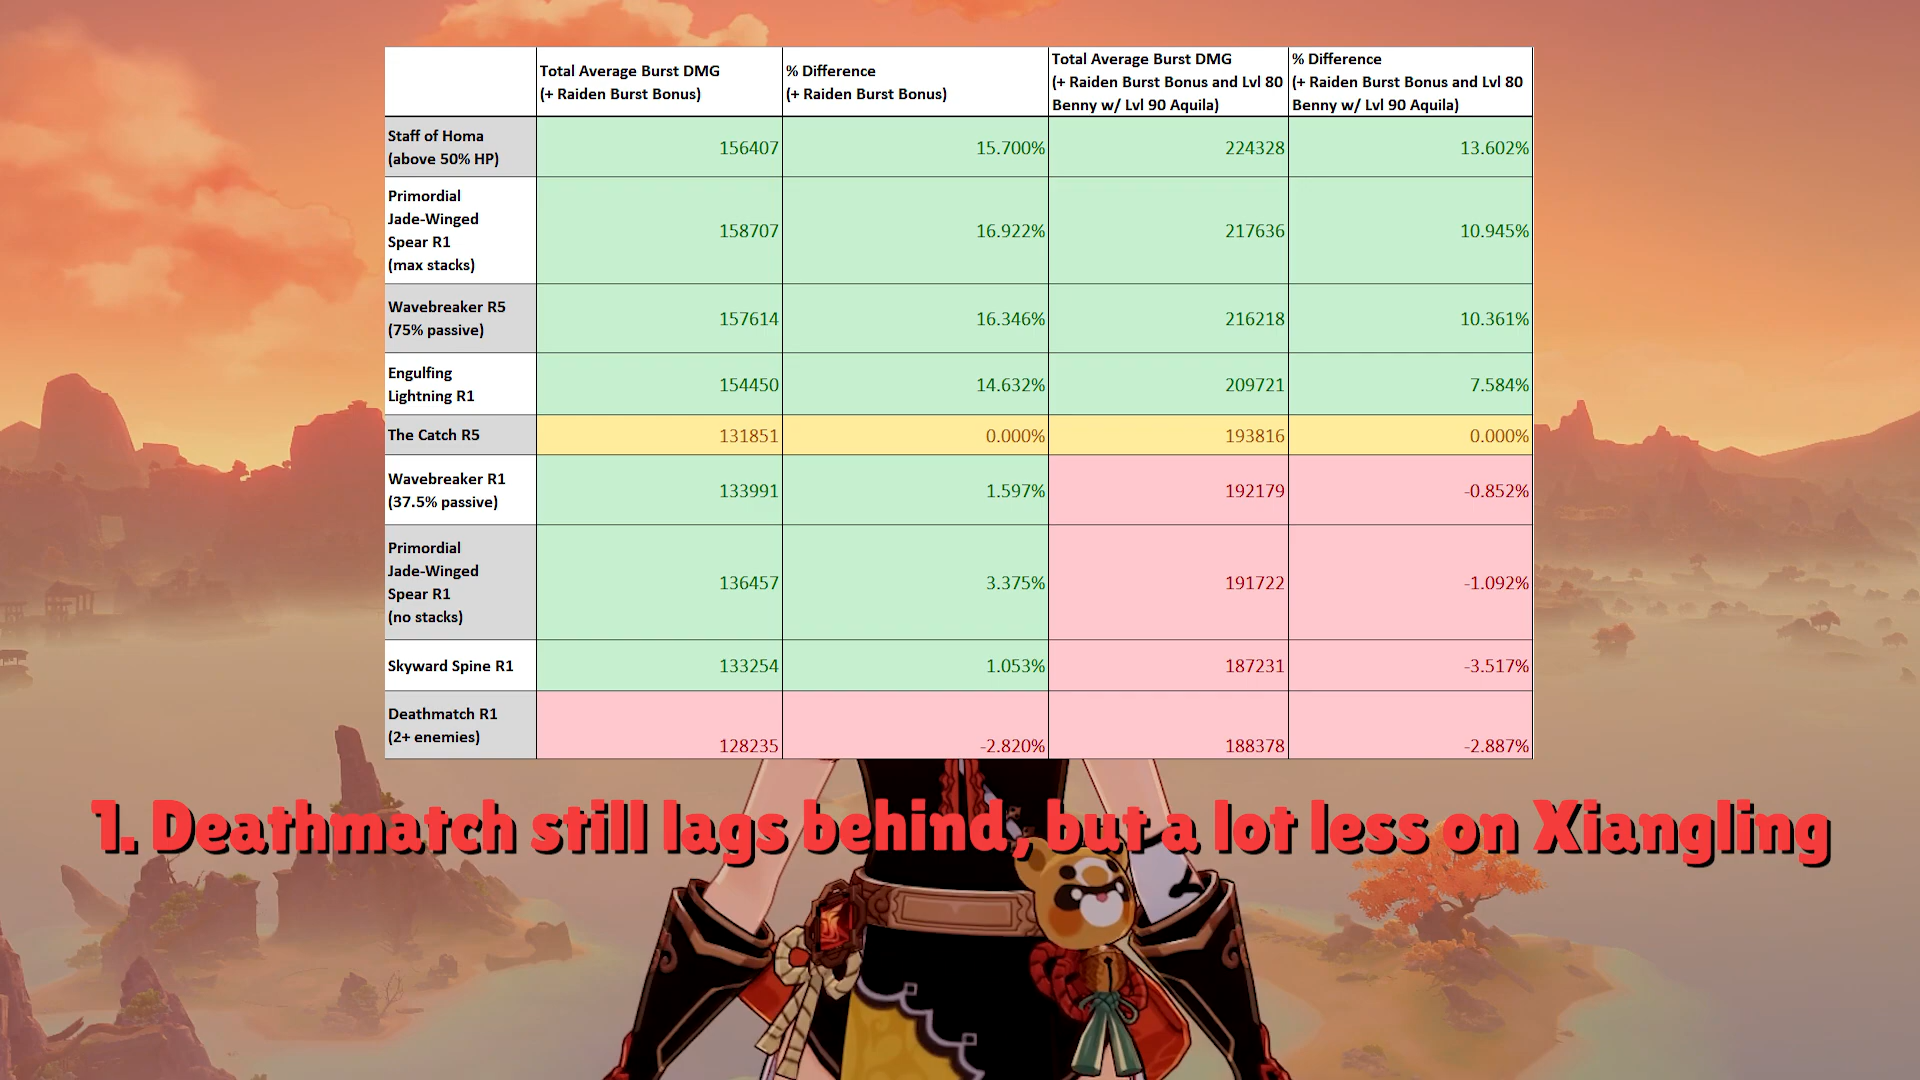 Total Average Burst DMG
(+ Raiden Burst Bonus)
% Difference
(+ Raiden Burst Bonus)
Total Average Burst DMG
(+ Raiden Burst Bonus and Lvl 80
Benny w/ Lvl 90 Aquila)
% Difference
(+ Raiden Burst Bonus and Lvl 80
Benny w/ Lvl 90 Aquila)
Staff of Homa
(above 50% HP)
156407
15.700%
224328
13.602%
Primordial
Jade-Winged
Spear R1
(max stacks)
158707
16.922%
217636
10.945%
Wavebreaker R5
(75% passive)
157614
16.346%
216218
10.361%
Engulfing
Lightning R1
154450
14.632%
209721
7.584%
The Catch R5
131851
0.000%
193816
0.000%
Wavebreaker R1
(37.5% passive)
133991
1.597%
192179
-0.852%
Primordial
Jade-Winged
Spear R1
(no stacks)
136457
3.375%
191722
-1.092%
Skyward Spine R1
133254
1.053%
187231
-3.517%
Deathmatch R1
(2+ enemies)
128235
-2.820%
188378
-2.887%
1. Deathmatch still lags behind, but a lot less on Xiangling